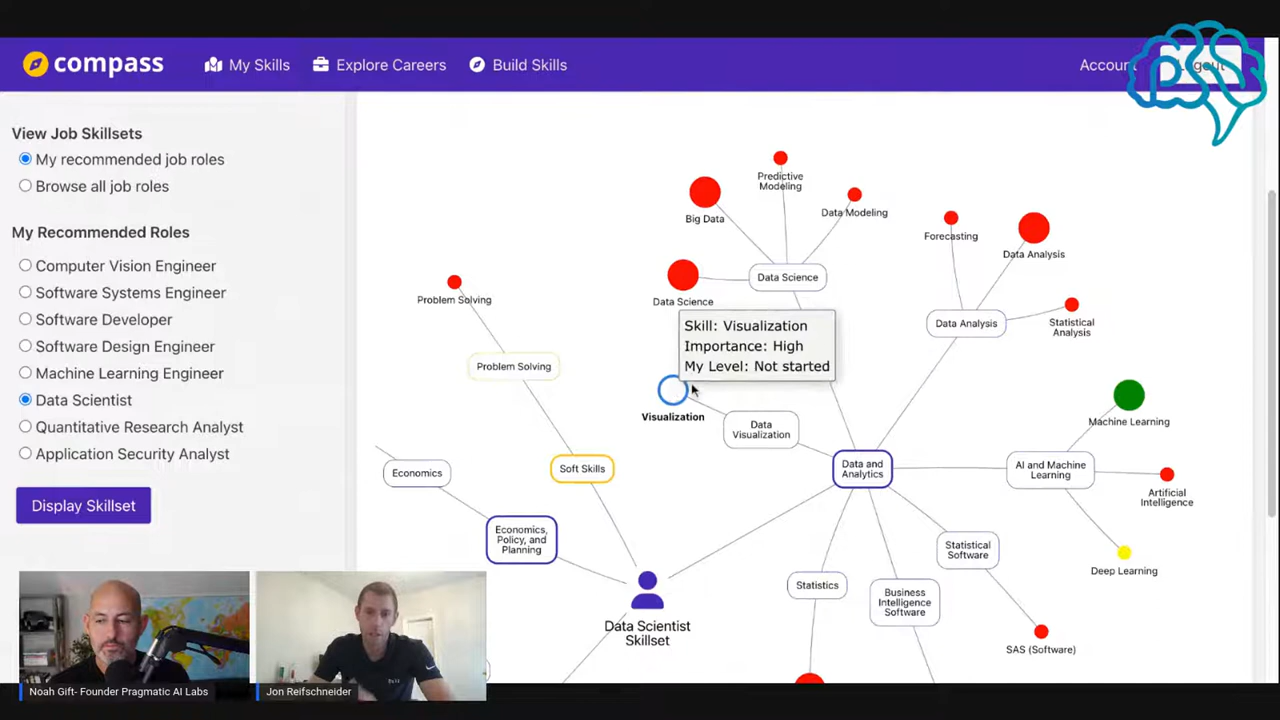 compass
My Skills
Explore Careers
Build Skills
Account
Logout
View Job Skillsets
My recommended job roles
Browse all job roles
My Recommended Roles
Computer Vision Engineer
Software Systems Engineer
Software Developer
Software Design Engineer
Machine Learning Engineer
Data Scientist
Quantitative Research Analyst
Application Security Analyst
Display Skillset
Predictive
Modeling
Big Data
Data Modeling
Forecasting
Data Analysis
Data Science
Data Science
Problem Solving
Data Analysis
Statistical
Analysis
Skill: Visualization
Importance: High
My Level: Not started
Problem Solving
Visualization
Data
Visualization
Machine Learning
Economics
Soft Skills
Data and
Analytics
AI and Machine
Learning
Artificial
Intelligence
Economics,
Policy, and
Planning
Statistical
Software
Deep Learning
Statistics
Business
Intelligence
Software
Data Scientist
Skillset
SAS (Software)
Noah Gift- Founder Pragmatic AI Labs
Jon Reifschneider